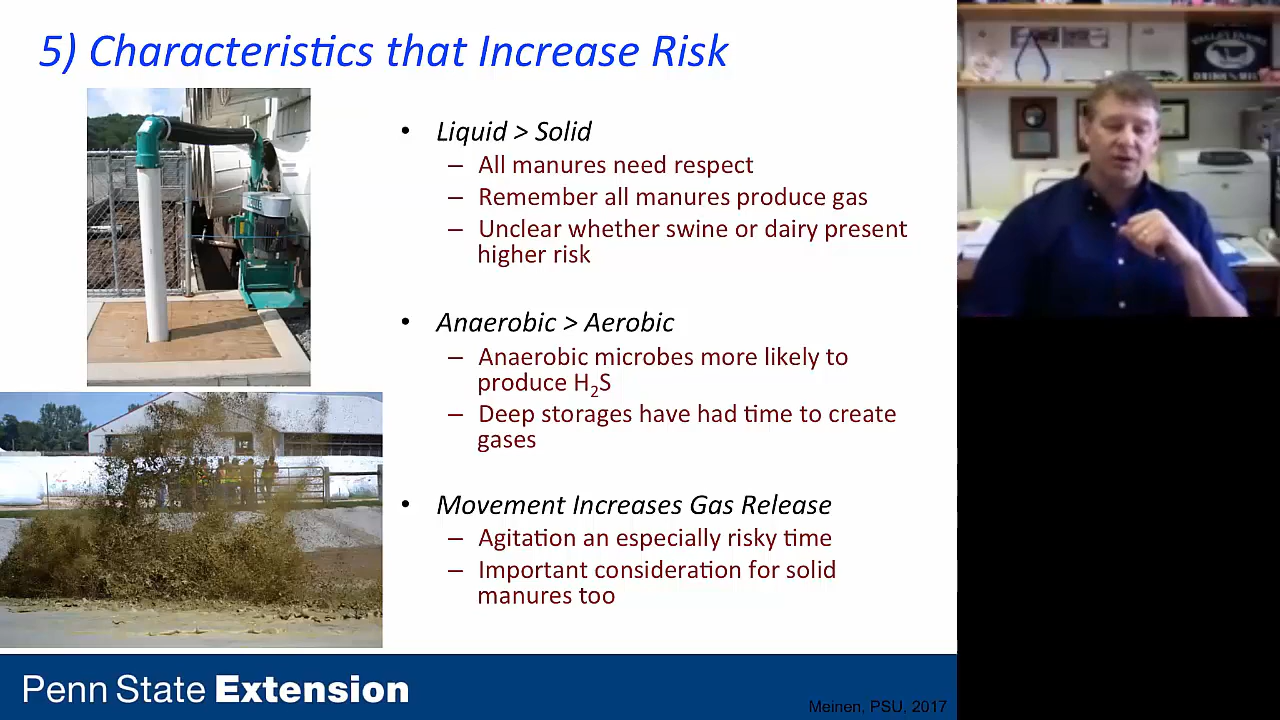 5) Characteristics that Increase Risk
• Liquid > Solid
– All manures need respect
– Remember all manures produce gas
– Unclear whether swine or dairy present
higher risk
• Anaerobic > Aerobic
– Anaerobic microbes more likely to
produce H₂S
– Deep storages have had time to create
gases
• Movement Increases Gas Release
– Agitation an especially risky time
– Important consideration for solid
manures too
Penn State Extension
Meinen, PSU, 2017